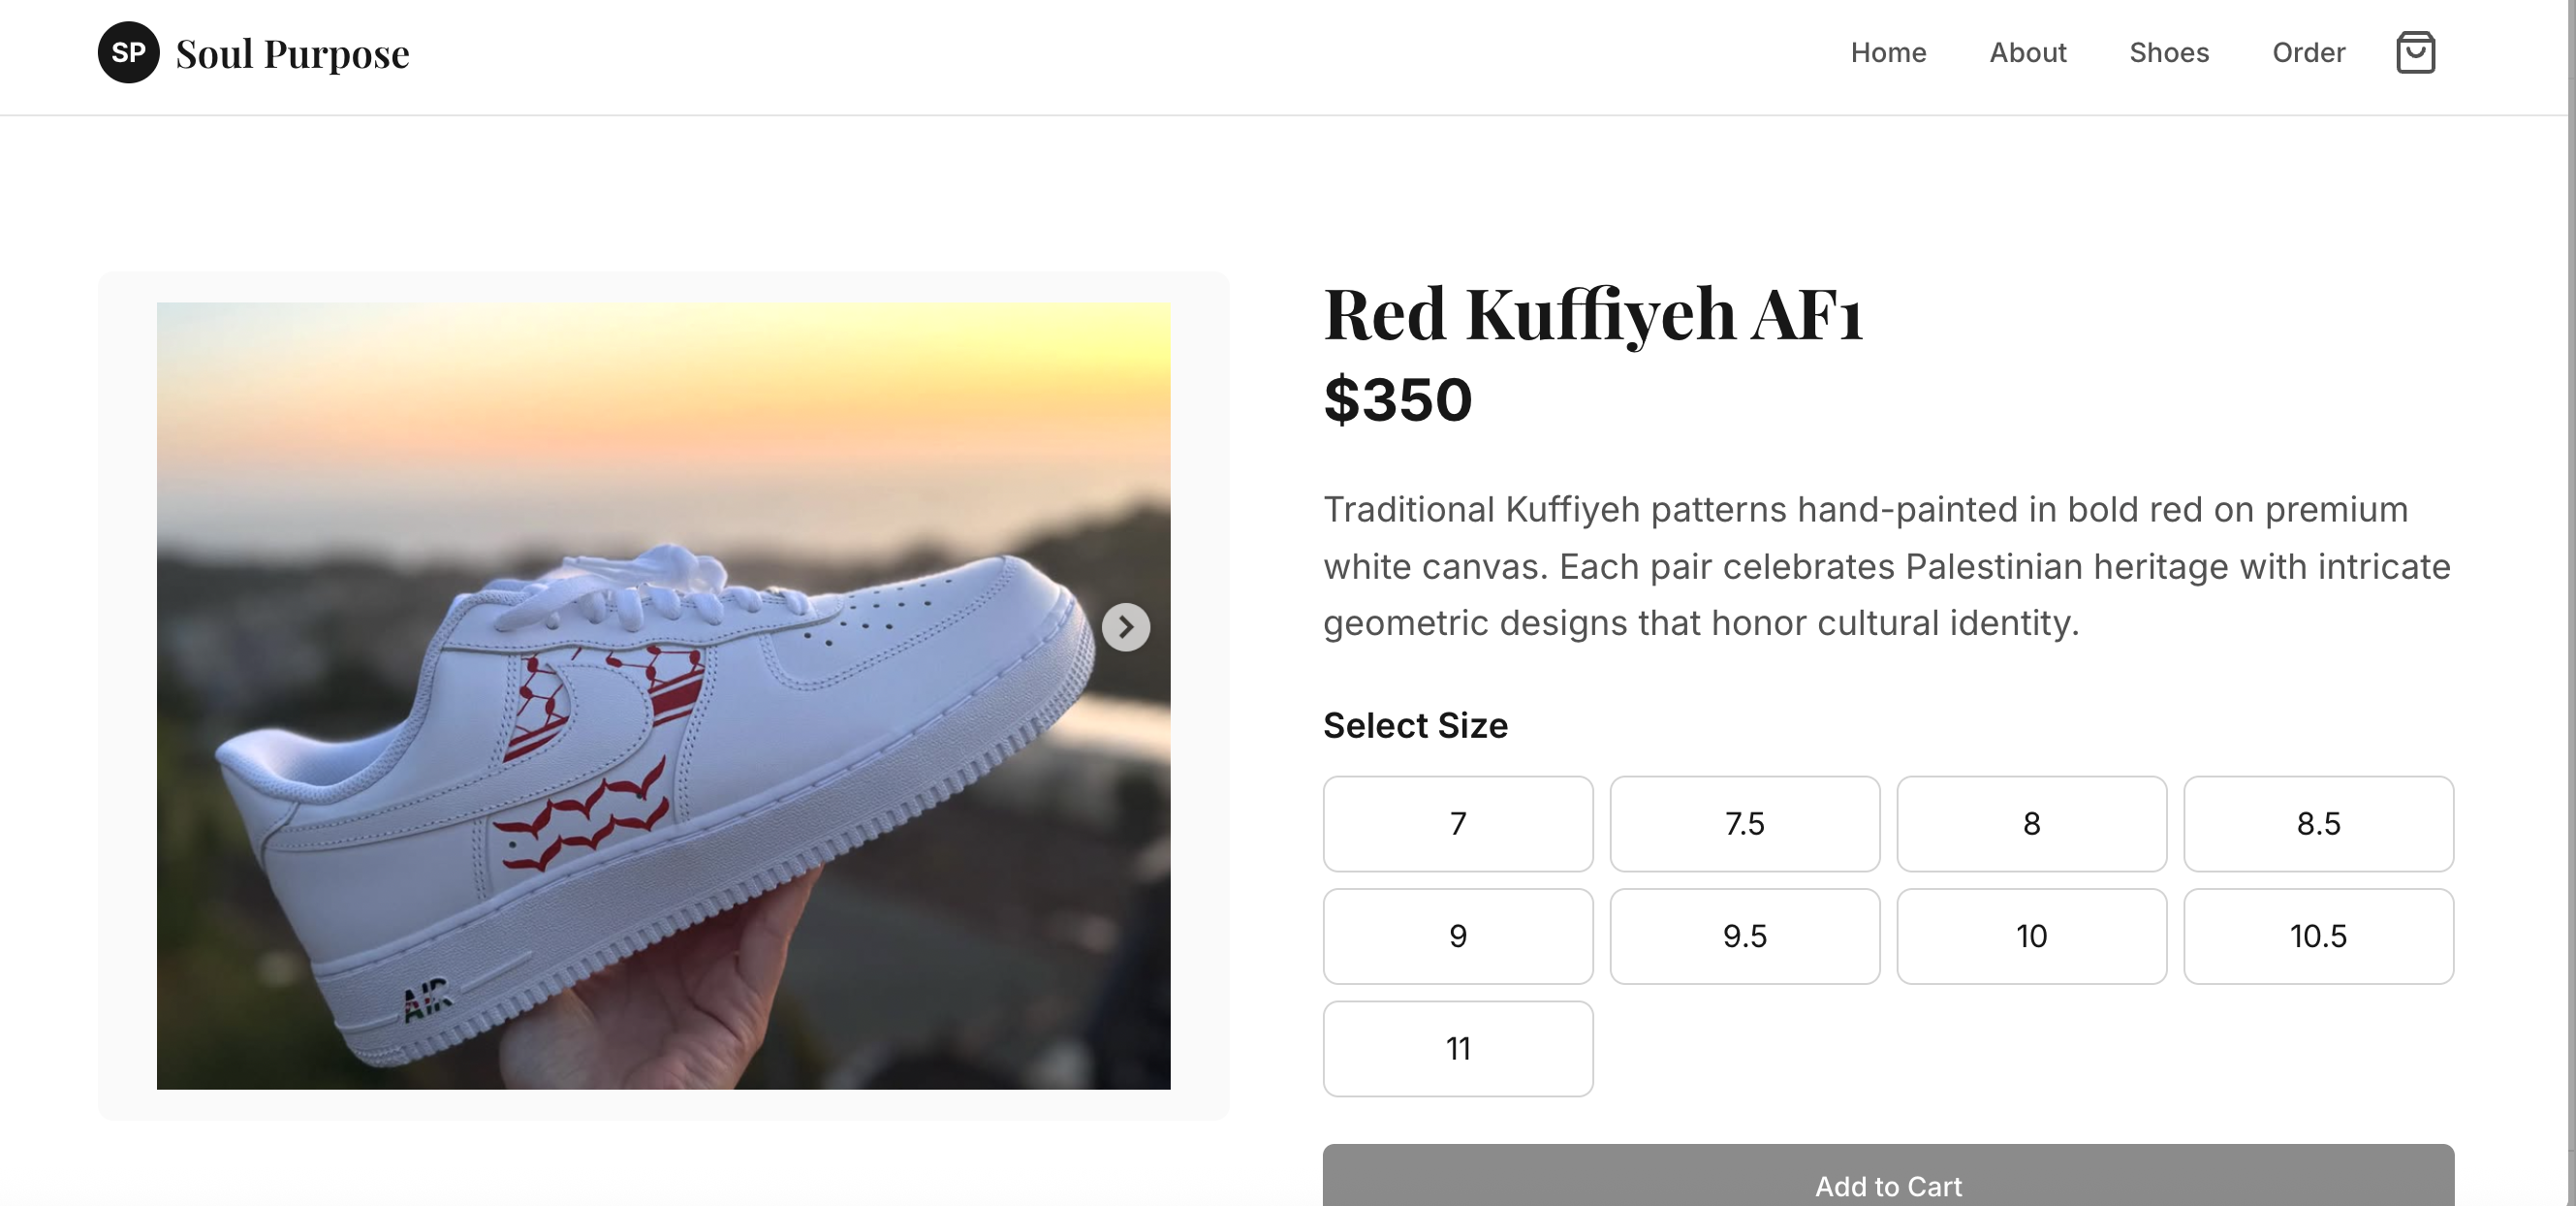 SP Soul Purpose
Home About Shoes Order
Red Kuffiyeh AF1
$350
Traditional Kuffiyeh patterns hand-painted in bold red on premium
white canvas. Each pair celebrates Palestinian heritage with intricate
geometric designs that honor cultural identity.
Select Size
7 7.5 8 8.5
9 9.5 10 10.5
11
Add to Cart
AIR